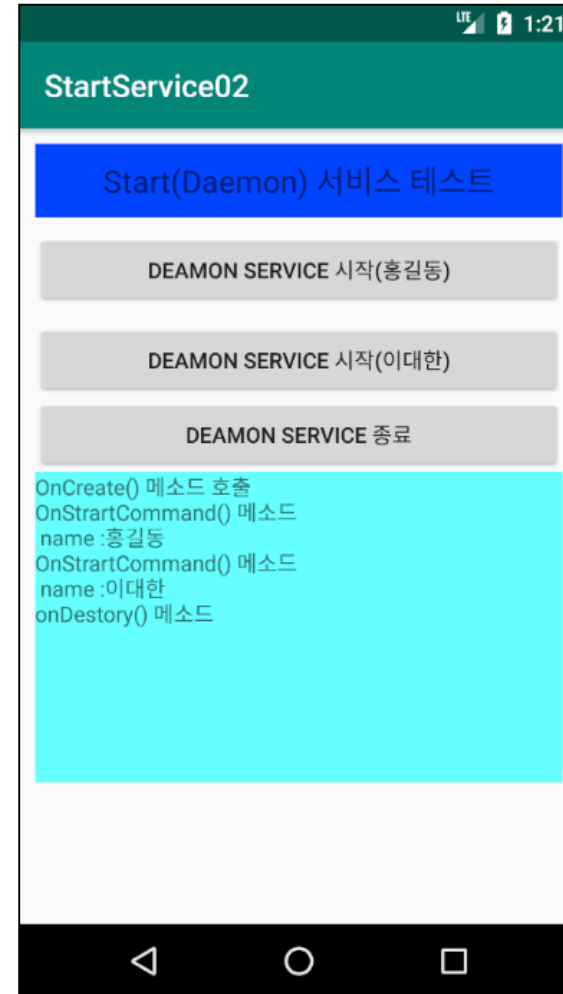 LTE 1:21
StartService02
Start(Daemon) 서비스 테스트
DEAMON SERVICE 시작(홍길동)
DEAMON SERVICE 시작(이대한)
DEAMON SERVICE 종료
OnCreate() 메소드 호출
OnStrartCommand() 메소드
name :홍길동
OnStrartCommand() 메소드
name :이대한
onDestory() 메소드